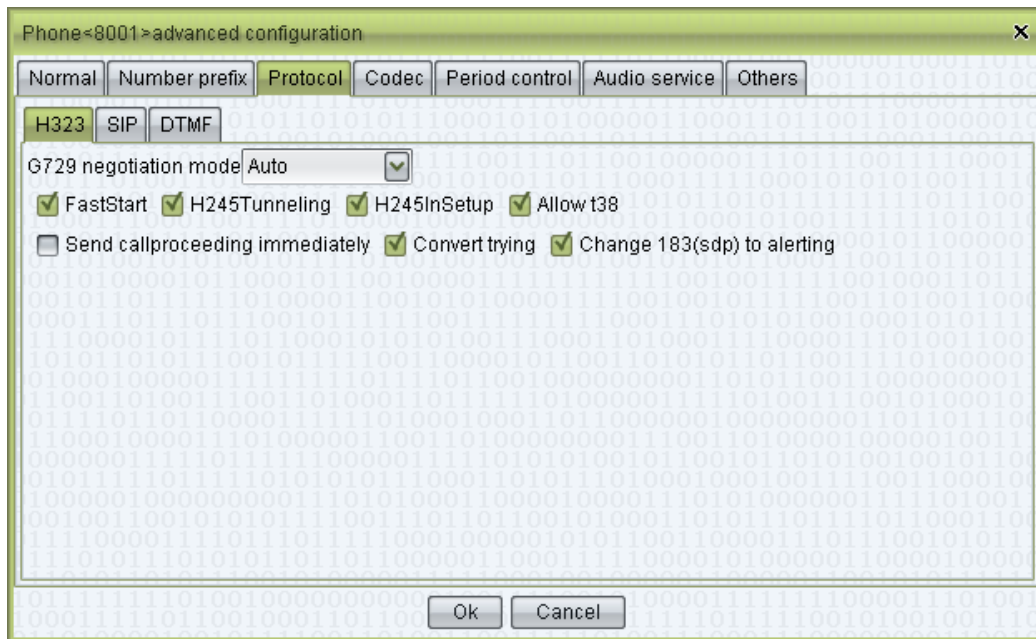 Phone<8001>advanced configuration
Normal Number prefix Protocol Codec Period control Audio service Others
H323 SIP DTMF
G729 negotiation mode Auto
FastStart H245Tunneling H245InSetup Allow t38
Send callproceeding immediately Convert trying Change 183(sdp) to alerting
Ok Cancel